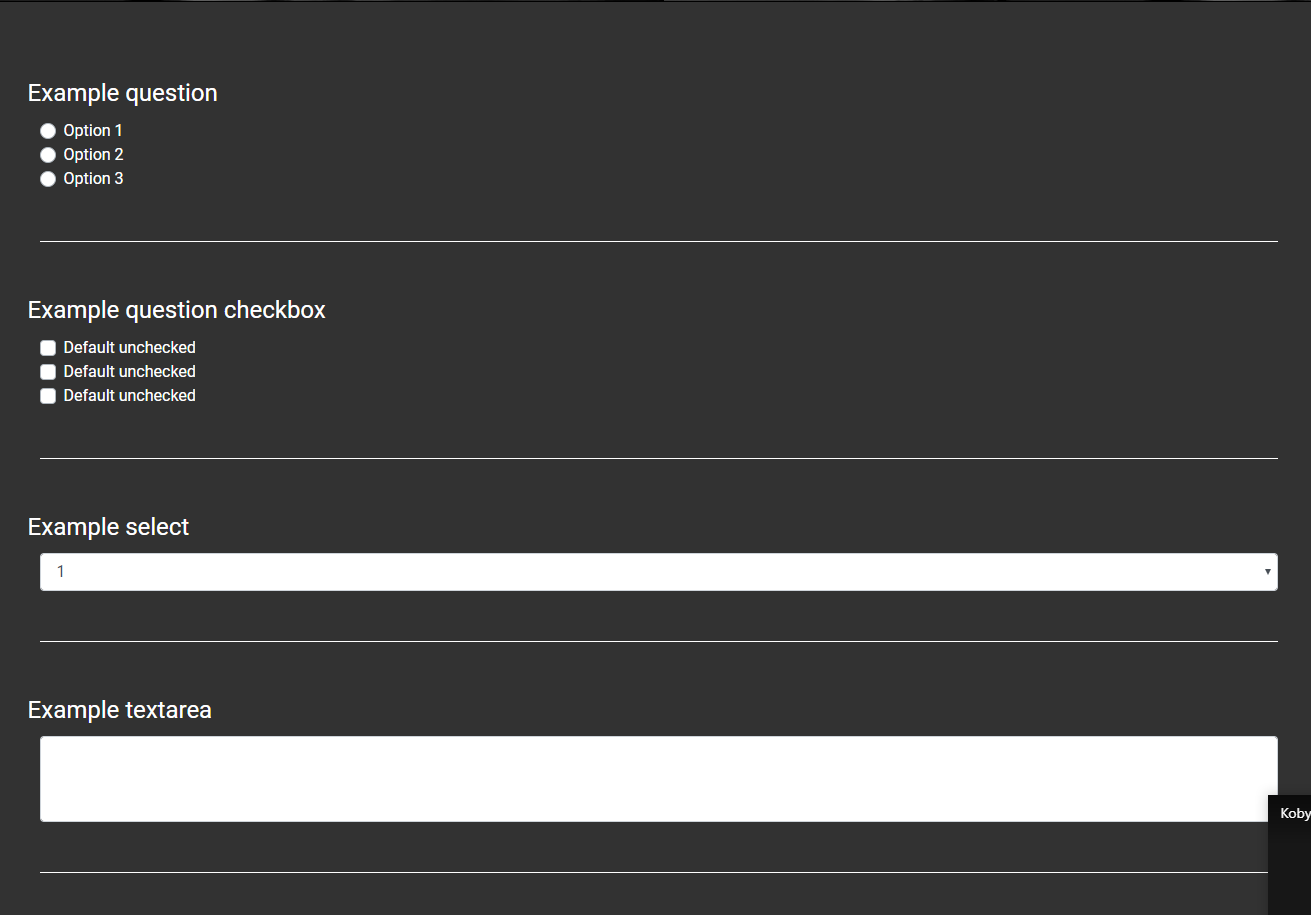 Example question
Option 1
Option 2
Option 3
Example question checkbox
Default unchecked
Default unchecked
Default unchecked
Example select
1
Example textarea
Koby